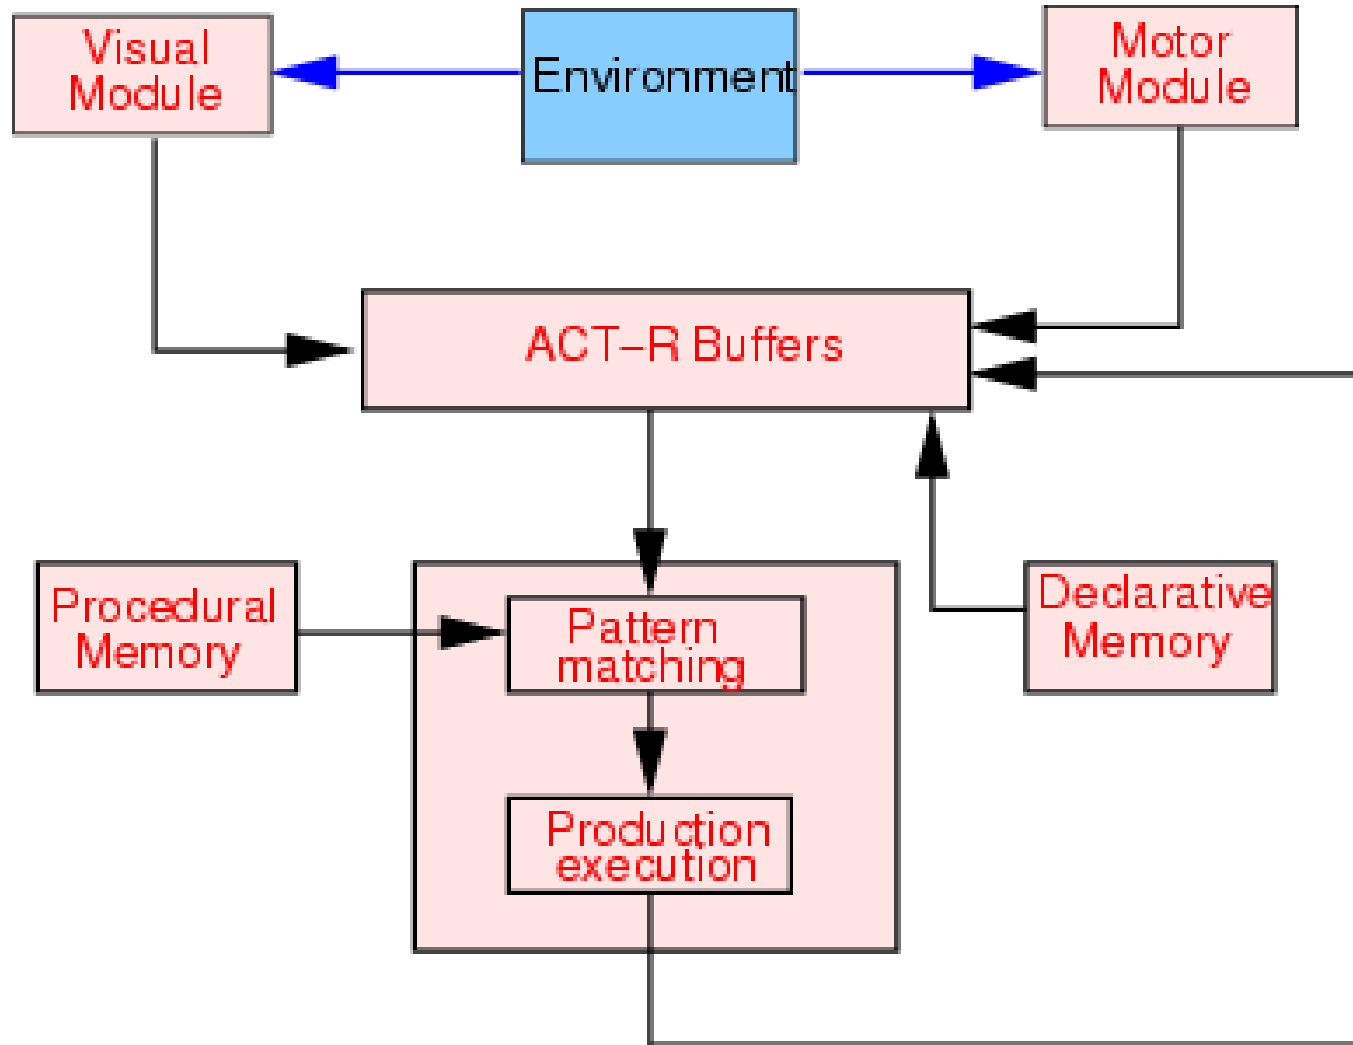 Visual
Module
Environment
Motor
Module
ACT–R Buffers
Procedural
Memory
Pattern
matching
Declarative
Memory
Production
execution